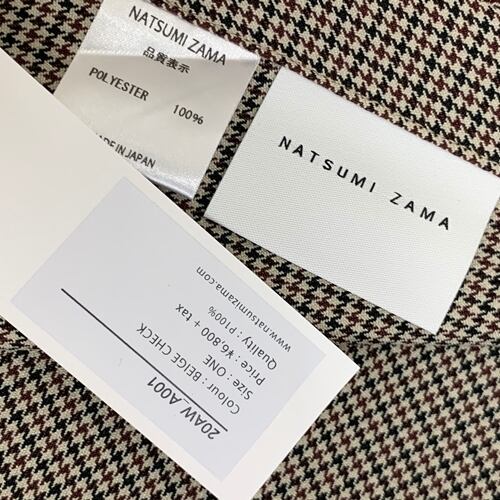 NATSUMI ZAMA
品質表示
POLYESTER 100%
MADE IN JAPAN
NATSUMI ZAMA
20AW_A001
Colour : BEIGE CHECK
Size : ONE
Price : ¥6,800 + tax
Quality : P100%
www.natsumizama.com